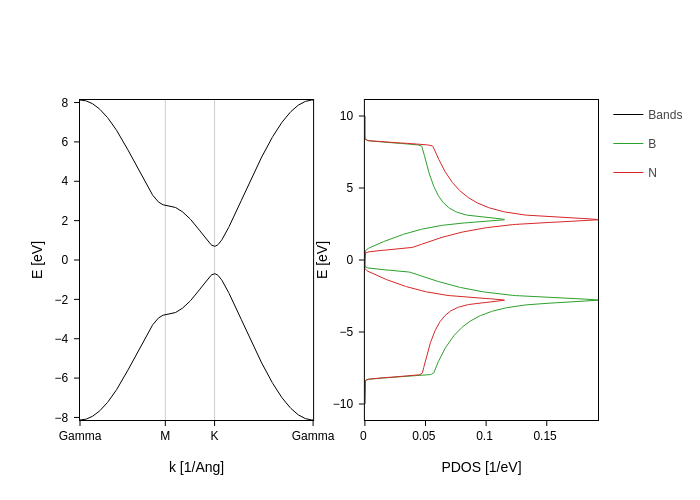 8
6
4
2
0
−2
−4
−6
−8
E [eV]
Gamma
M
K
Gamma
k [1/Ang]
10
5
0
−5
−10
E [eV]
0
0.05
0.1
0.15
PDOS [1/eV]
Bands
B
N